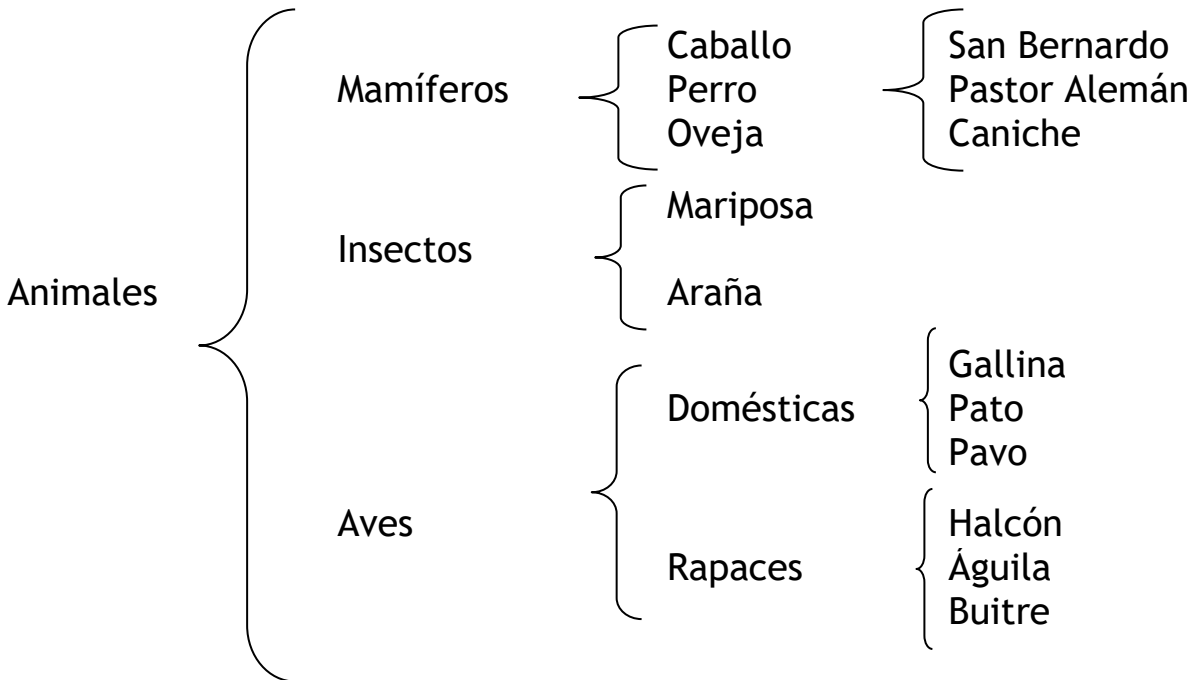 Animales
Mamíferos
Caballo
Perro
Oveja
San Bernardo
Pastor Alemán
Caniche
Insectos
Mariposa
Araña
Aves
Domésticas
Gallina
Pato
Pavo
Rapaces
Halcón
Águila
Buitre